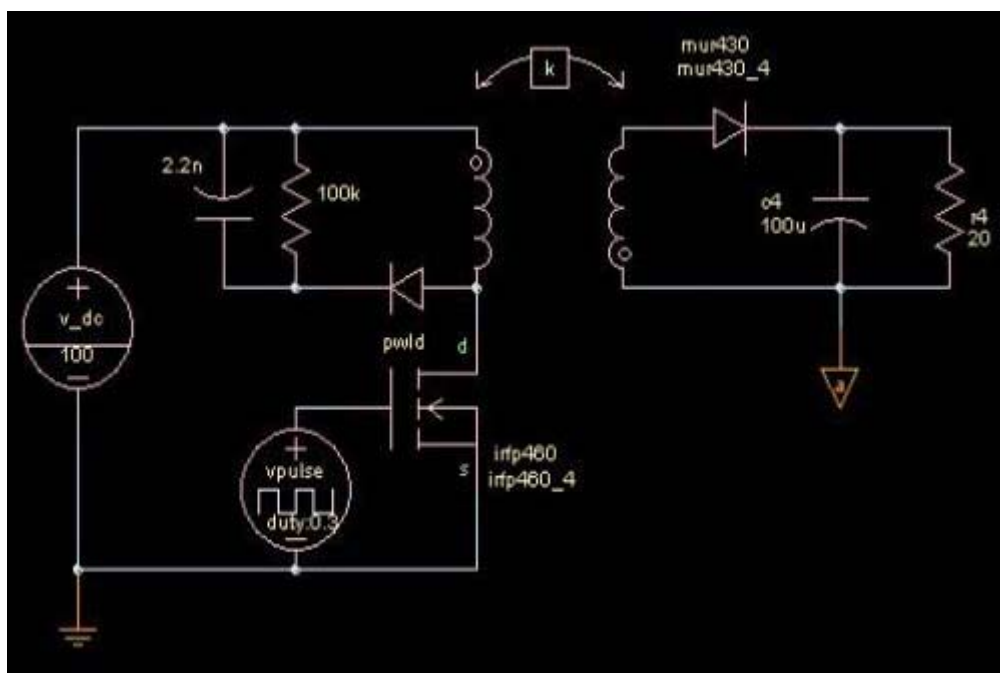 mur430
mur430_4
k
2.2n
100k
c4
100u
r4
20
v_dc
100
pwld
d
vpulse
duty:0.3
s
irfp460
irfp460_4
a